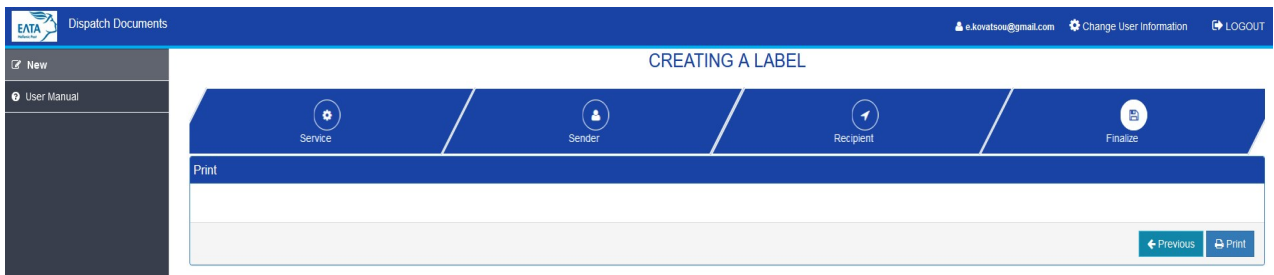 ΕΛΤΑ
Hellenic Post
Dispatch Documents
e.kovatsou@gmail.com
Change User Information
LOGOUT
New
User Manual
CREATING A LABEL
Service
Sender
Recipient
Finalize
Print
Previous
Print